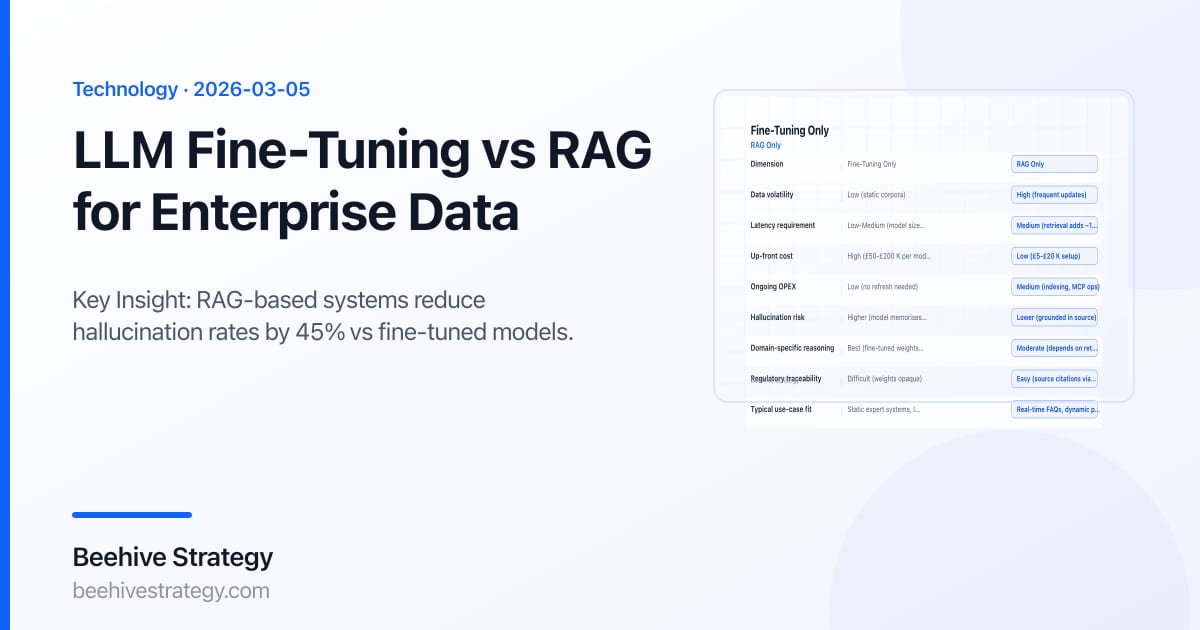 Technology · 2026-03-05
LLM Fine-Tuning vs RAG
for Enterprise Data
Key Insight: RAG-based systems reduce
hallucination rates by 45% vs fine-tuned models.
Beehive Strategy
beehivestrategy.com
Fine-Tuning Only
RAG Only
Dimension Fine-Tuning Only RAG Only
Data volatility Low (static corpora) High (frequent updates)
Latency requirement Low-Medium (model size... Medium (retrieval adds ~1...
Up-front cost High (£50-£200 K per mod... Low (£5-£20 K setup)
Ongoing OPEX Low (no refresh needed) Medium (indexing, MCP ops)
Hallucination risk Higher (model memorises... Lower (grounded in source)
Domain-specific reasoning Best (fine-tuned weights... Moderate (depends on ret...
Regulatory traceability Difficult (weights opaque) Easy (source citations via...
Typical use-case fit Static expert systems, l... Real-time FAQs, dynamic p...